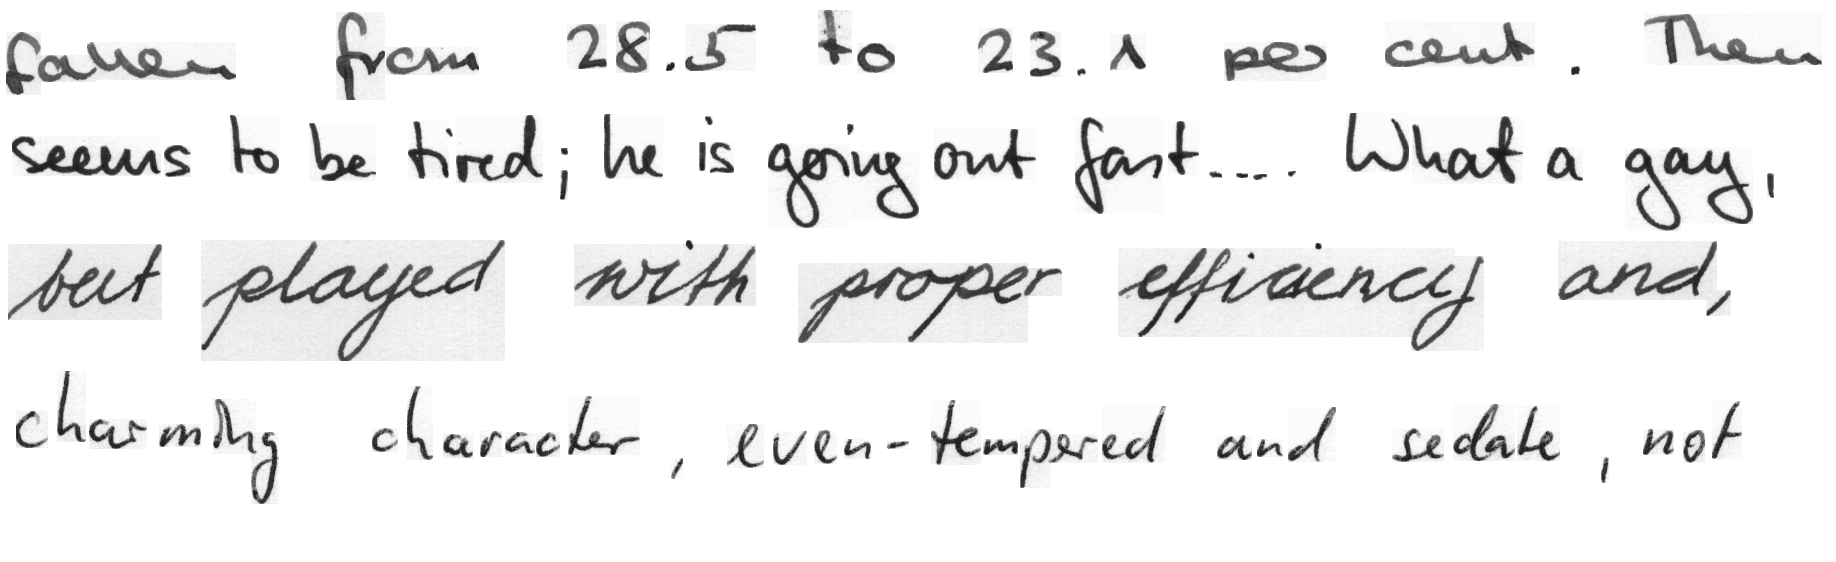 fallen from 28.5 to 23.1 per cent. Then
seems to be tired; he is going out fast.... What a gay,
but played with proper efficiency and,
charming character, even-tempered and sedate, not